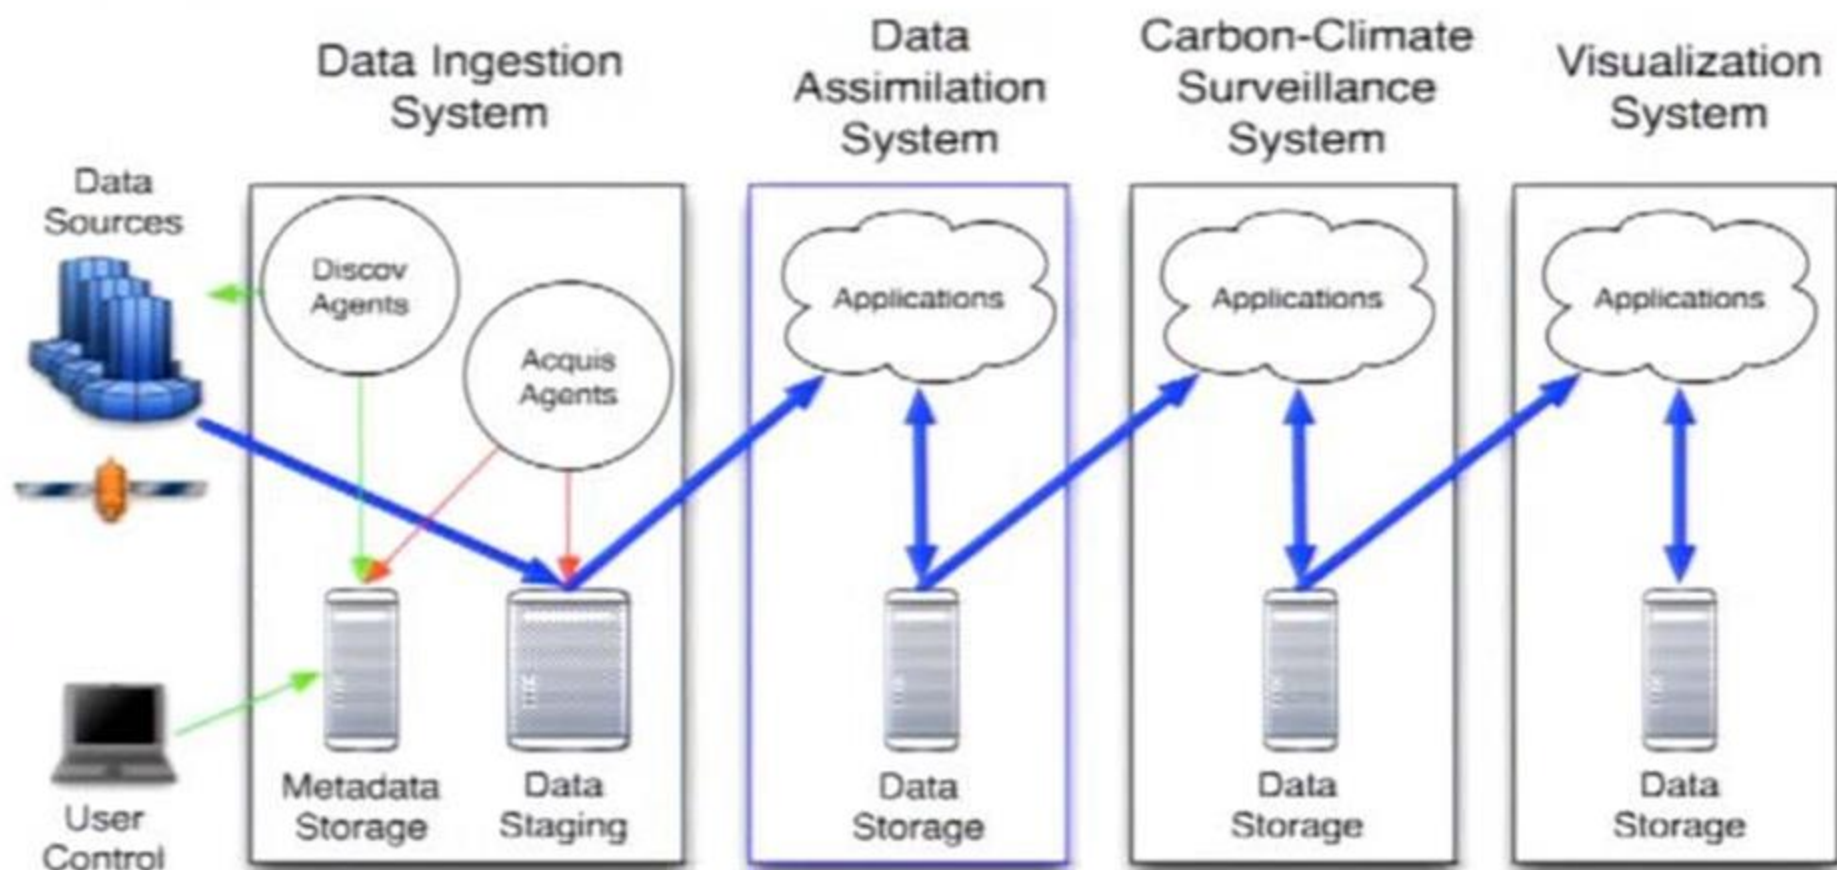 Data Ingestion
System
Data
Assimilation
System
Carbon-Climate
Surveillance
System
Visualization
System
Data
Sources
Discov
Agents
Acquis
Agents
Applications
Applications
Applications
User
Control
Metadata
Storage
Data
Staging
Data
Storage
Data
Storage
Data
Storage